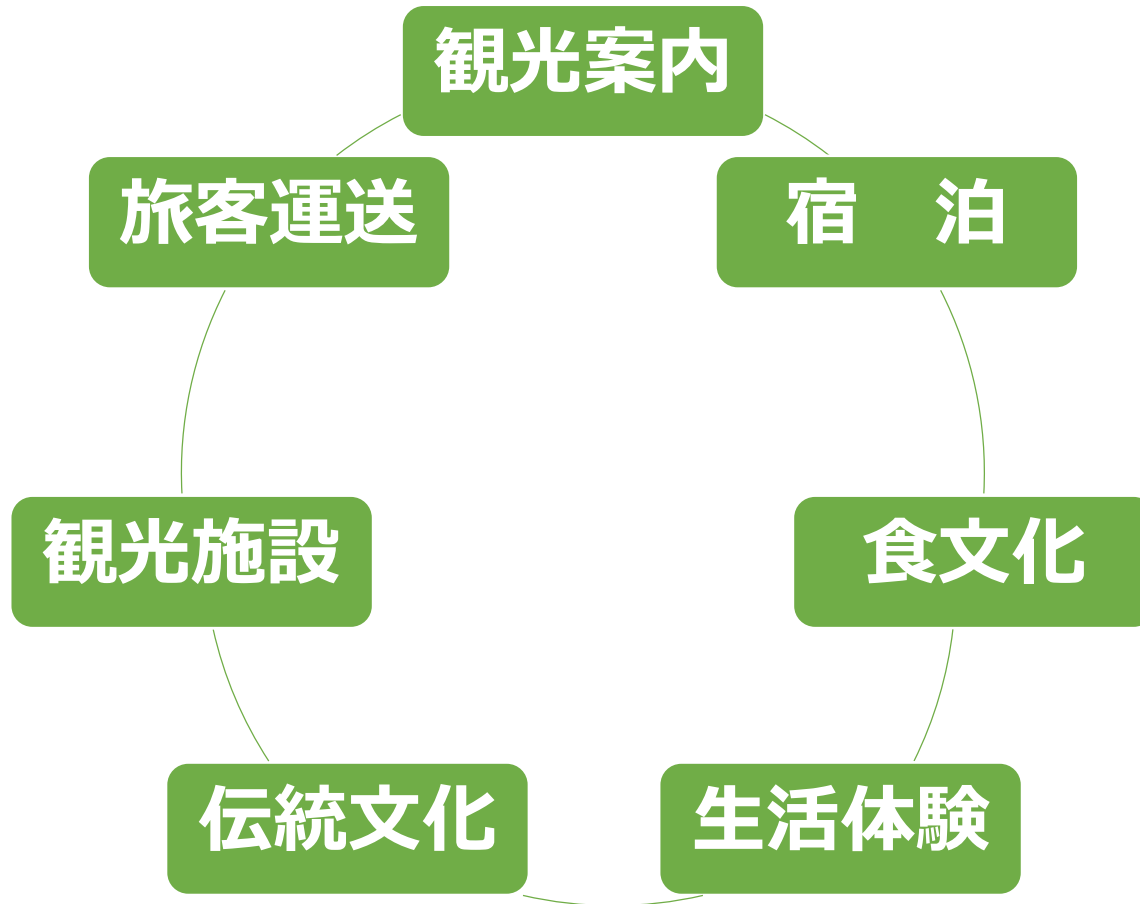 観光案内
宿　泊
食文化
生活体験
伝統文化
観光施設
旅客運送